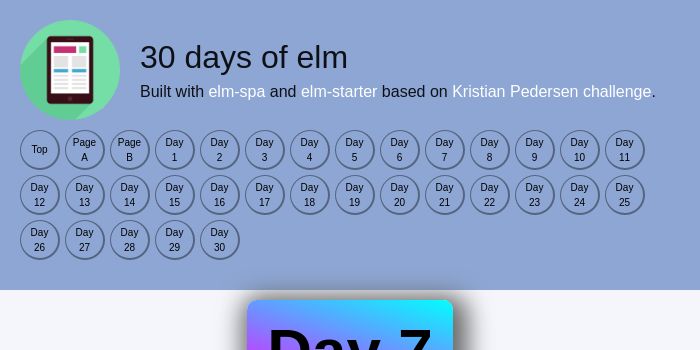 30 days of elm
Built with elm-spa and elm-starter based on Kristian Pedersen challenge.
Top Page A Page B Day 1 Day 2 Day 3 Day 4 Day 5 Day 6 Day 7 Day 8 Day 9 Day 10 Day 11
Day 12 Day 13 Day 14 Day 15 Day 16 Day 17 Day 18 Day 19 Day 20 Day 21 Day 22 Day 23 Day 24 Day 25
Day 26 Day 27 Day 28 Day 29 Day 30
Day 7